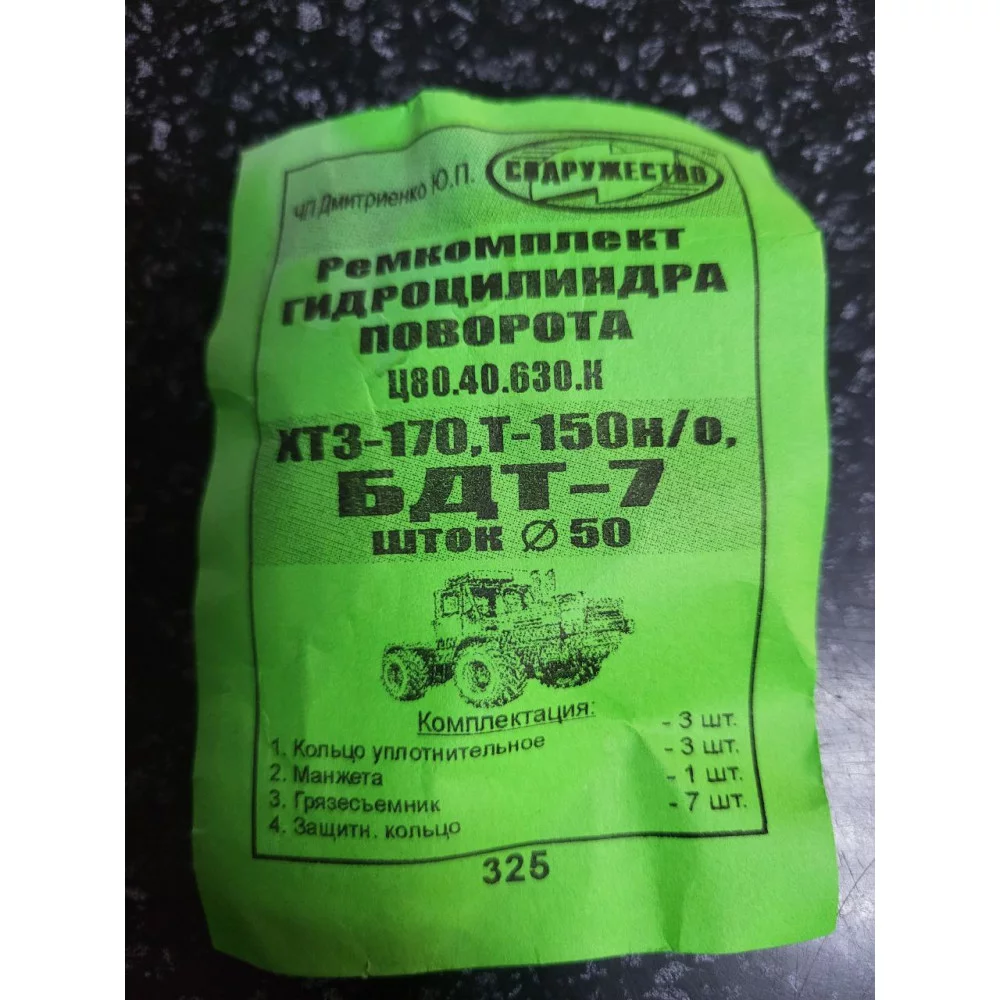 ЧП Дмитриенко Ю.П.
СОДРУЖЕСТВО
Ремкомплект
гидроцилиндра
поворота
Ц80.40.630.К
ХТЗ-170,Т-150н/о,
БДТ-7
шток Ø 50
Комплектация:
1. Кольцо уплотнительное - 3 шт.
2. Манжета - 3 шт.
3. Грязесъемник - 1 шт.
4. Защитн. кольцо - 7 шт.
325